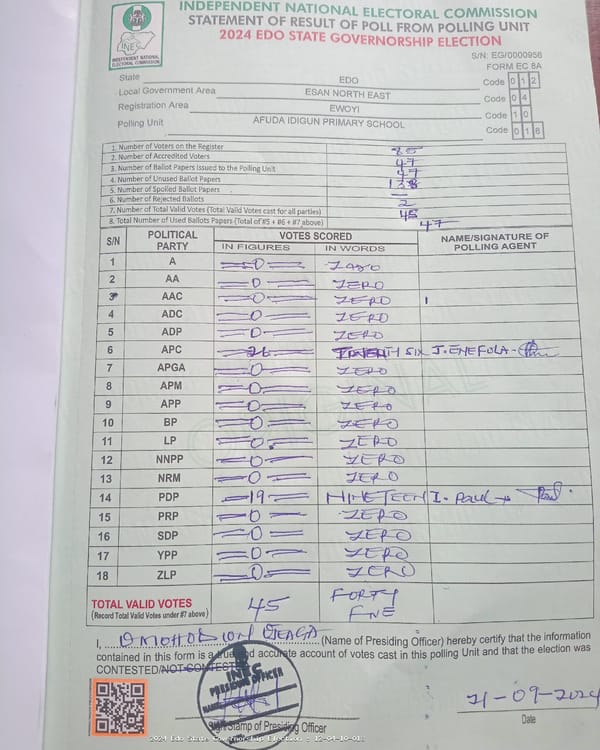 INDEPENDENT NATIONAL ELECTORAL COMMISSION
STATEMENT OF RESULT OF POLL FROM POLLING UNIT
2024 EDO STATE GOVERNORSHIP ELECTION
INEC
INDEPENDENT NATIONAL
ELECTORAL COMMISSION
S/N: EG/0000956
FORM EC 8A
State EDO Code 0 1 2
Local Government Area ESAN NORTH EAST Code 0 4
Registration Area EWOYI Code 1 0
Polling Unit AFUDA IDIGUN PRIMARY SCHOOL Code 0 1 8
1. Number of Voters on the Register
2. Number of Accredited Voters 47
3. Number of Ballot Papers Issued to the Polling Unit
4. Number of Unused Ballot Papers 138
5. Number of Spoiled Ballot Papers —
6. Number of Rejected Ballots 2
7. Number of Total Valid Votes (Total Valid Votes cast for all parties) 45
8. Total Number of Used Ballots Papers (Total of #5 + #6 + #7 above) 47
S/N POLITICAL PARTY VOTES SCORED NAME/SIGNATURE OF POLLING AGENT
IN FIGURES IN WORDS
1 A 0 ZERO
2 AA 0 ZERO
3 AAC 0 ZERO
4 ADC 0 ZERO
5 ADP 0 ZERO
6 APC 26 SIX J. ENEFOLA
7 APGA 0 ZERO
8 APM 0 ZERO
9 APP 0 ZERO
10 BP 0 ZERO
11 LP 0 ZERO
12 NNPP 0 ZERO
13 NRM 0 ZERO
14 PDP 19 NINETEEN I. Paul
15 PRP 0 ZERO
16 SDP 0 ZERO
17 YPP 0 ZERO
18 ZLP 0 ZERO
TOTAL VALID VOTES 45 FORTY
(Record Total Valid Votes under #7 above) FIVE
I, (Name of Presiding Officer) hereby certify that the information
contained in this form is a true and accurate account of votes cast in this polling Unit and that the election was
CONTESTED/NOT CONTESTED
INEC
PRESIDING OFFICER
21-09-2024
Stamp of Presiding Officer
Date
2024 Edo State Governorship Election - 12-04-10-018